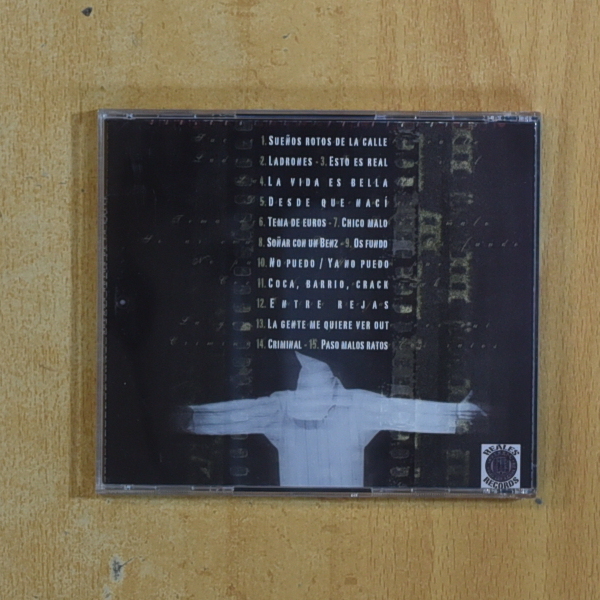 1. SUEÑOS ROTOS DE LA CALLE
2. LADRONES - 3. ESTO ES REAL
4. LA VIDA ES BELLA
5. DESDE QUE NACÍ
6. TEMA DE EUROS - 7. CHICO MALO
8. SOÑAR CON UN BENZ - 9. OS FUNDO
10. NO PUEDO / YA NO PUEDO
11. COCA, BARRIO, CRACK
12. ENTRE REJAS
13. LA GENTE ME QUIERE VER OUT
14. CRIMINAL - 15. PASO MALOS RATOS
REALES
RECORDS